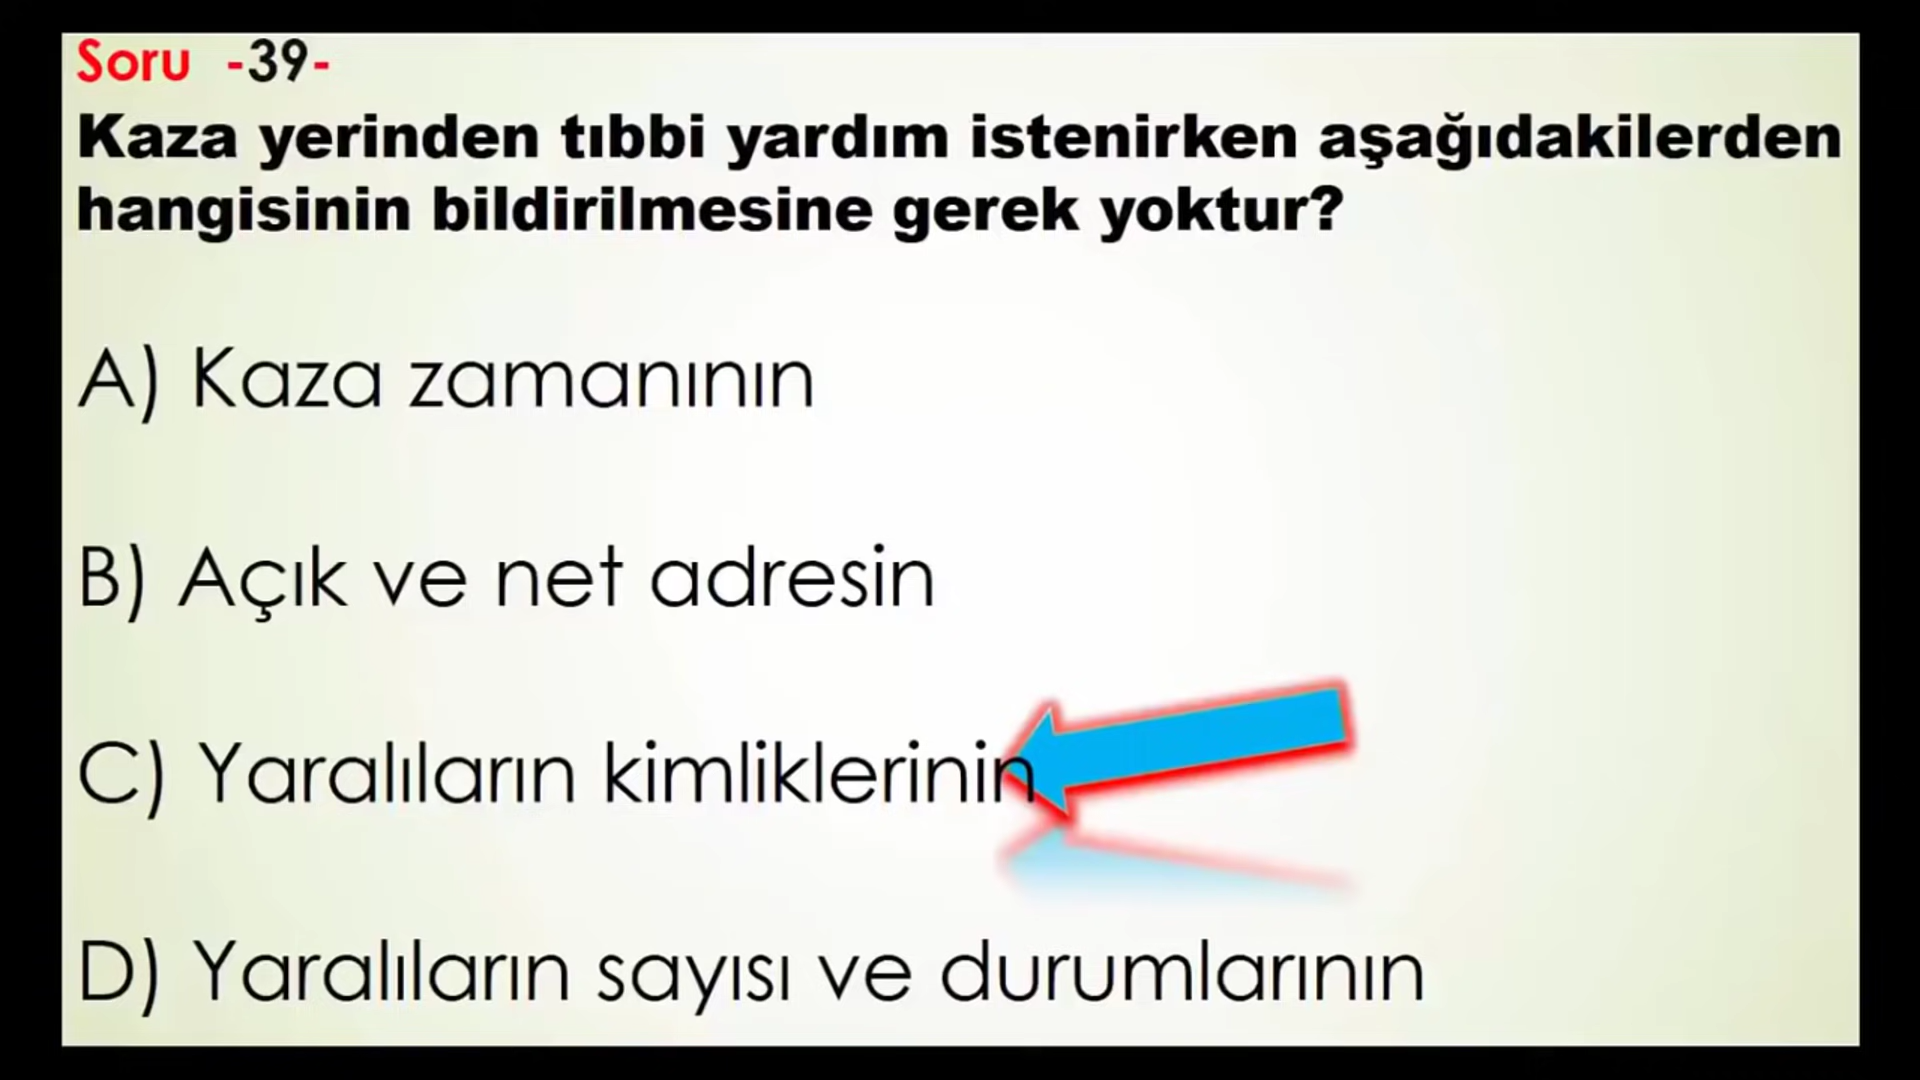 Soru -39-
Kaza yerinden tıbbi yardım istenirken aşağıdakilerden
hangisinin bildirilmesine gerek yoktur?
A) Kaza zamanının
B) Açık ve net adresin
C) Yaralıların kimliklerinin
D) Yaralıların sayısı ve durumlarının